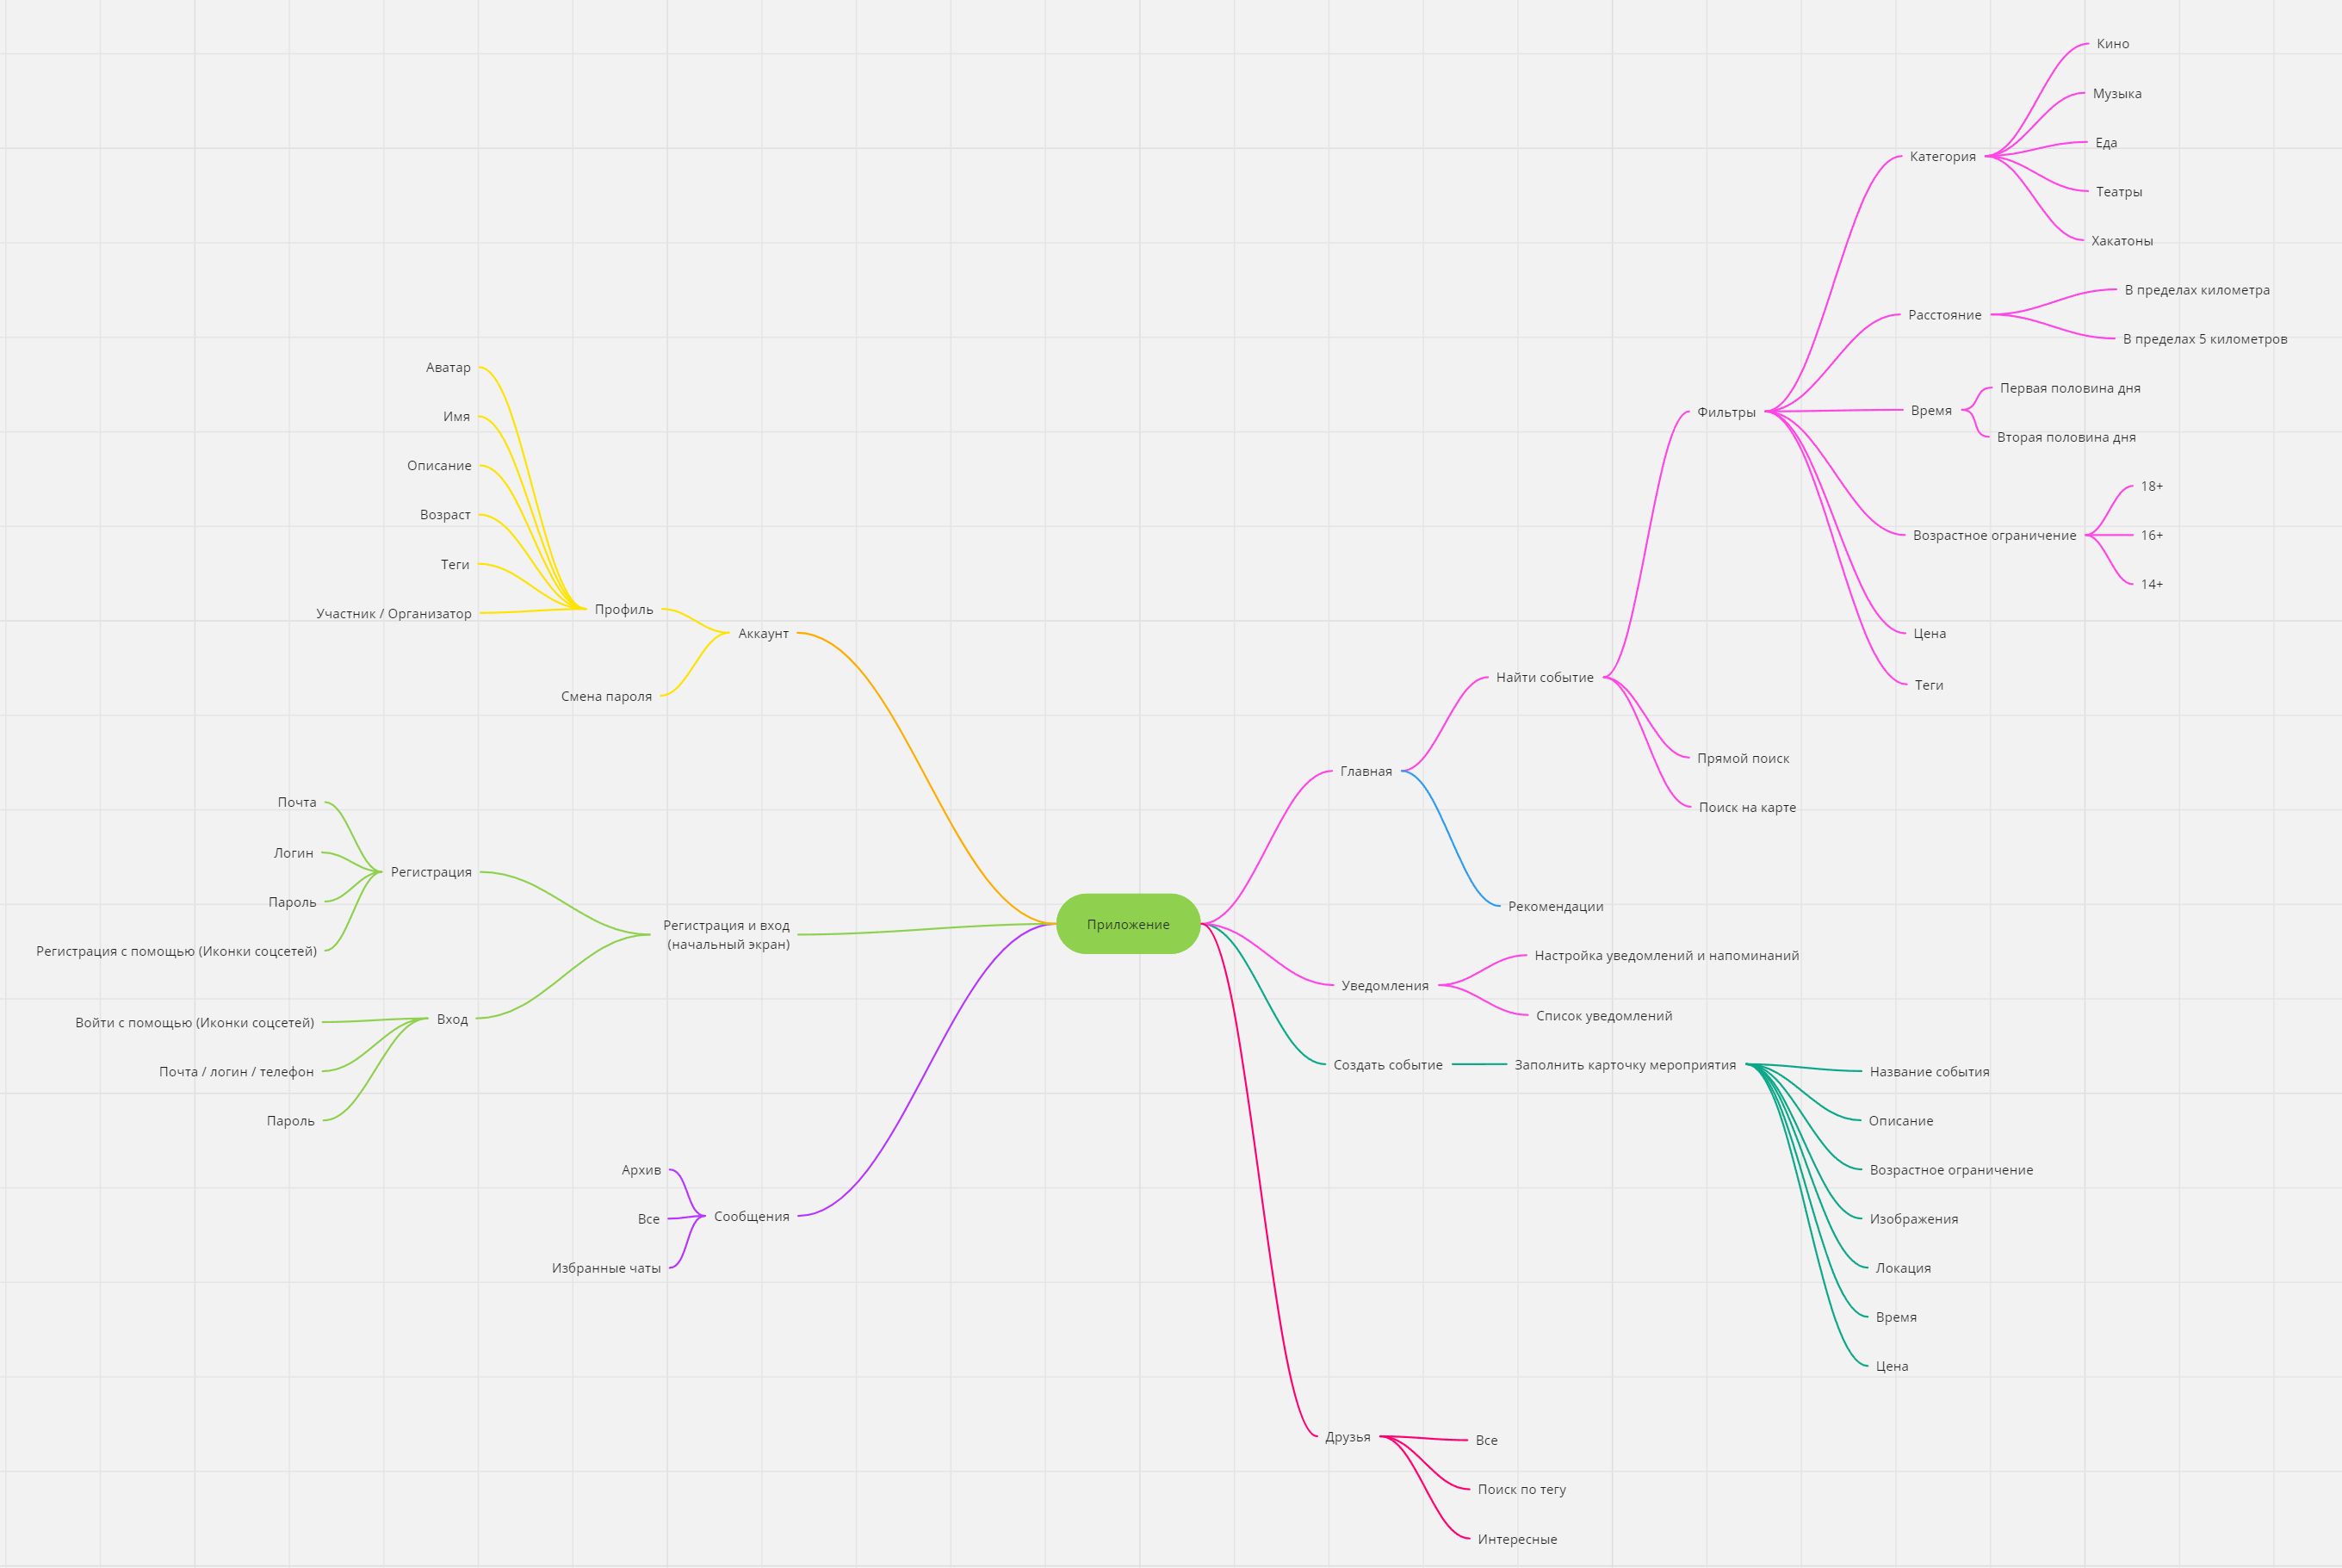 Приложение
Аккаунт
Профиль
Аватар
Имя
Описание
Возраст
Теги
Участник / Организатор
Смена пароля
Регистрация и вход
(начальный экран)
Регистрация
Почта
Логин
Пароль
Регистрация с помощью (Иконки соцсетей)
Вход
Войти с помощью (Иконки соцсетей)
Почта / логин / телефон
Пароль
Сообщения
Архив
Все
Избранные чаты
Главная
Найти событие
Фильтры
Категория
Кино
Музыка
Еда
Театры
Хакатоны
Расстояние
В пределах километра
В пределах 5 километров
Время
Первая половина дня
Вторая половина дня
Возрастное ограничение
18+
16+
14+
Цена
Теги
Прямой поиск
Поиск на карте
Рекомендации
Уведомления
Настройка уведомлений и напоминаний
Список уведомлений
Создать событие
Заполнить карточку мероприятия
Название события
Описание
Возрастное ограничение
Изображения
Локация
Время
Цена
Друзья
Все
Поиск по тегу
Интересные